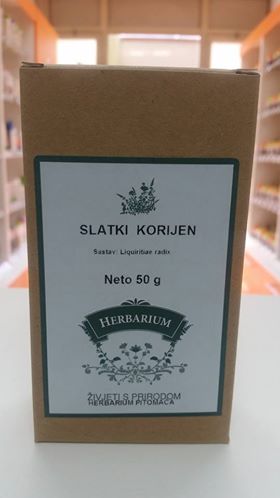 SLATKI KORIJEN
Sastav: Liquiritiae radix
Neto 50 g
HERBARIUM
ŽIVJETI S PRIRODOM
HERBARIUM PITOMAČA